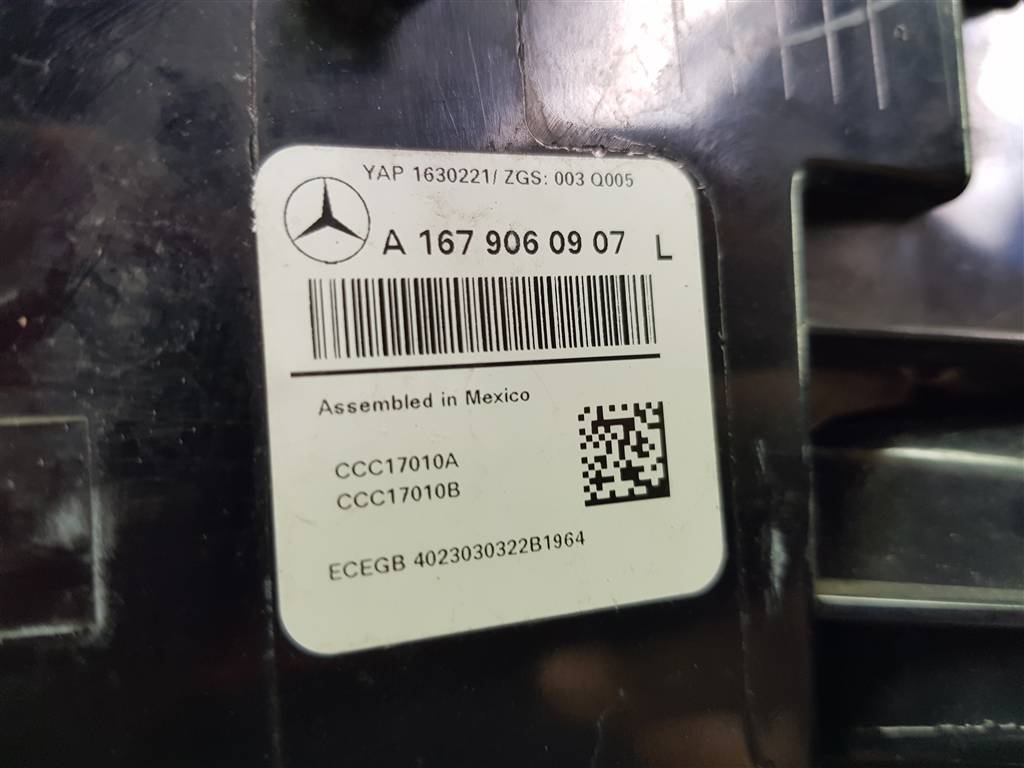 YAP 1630221/ ZGS: 003 Q005
A 167 906 09 07 L
Assembled in Mexico
CCC17010A
CCC17010B
ECEGB 4023030322B1964